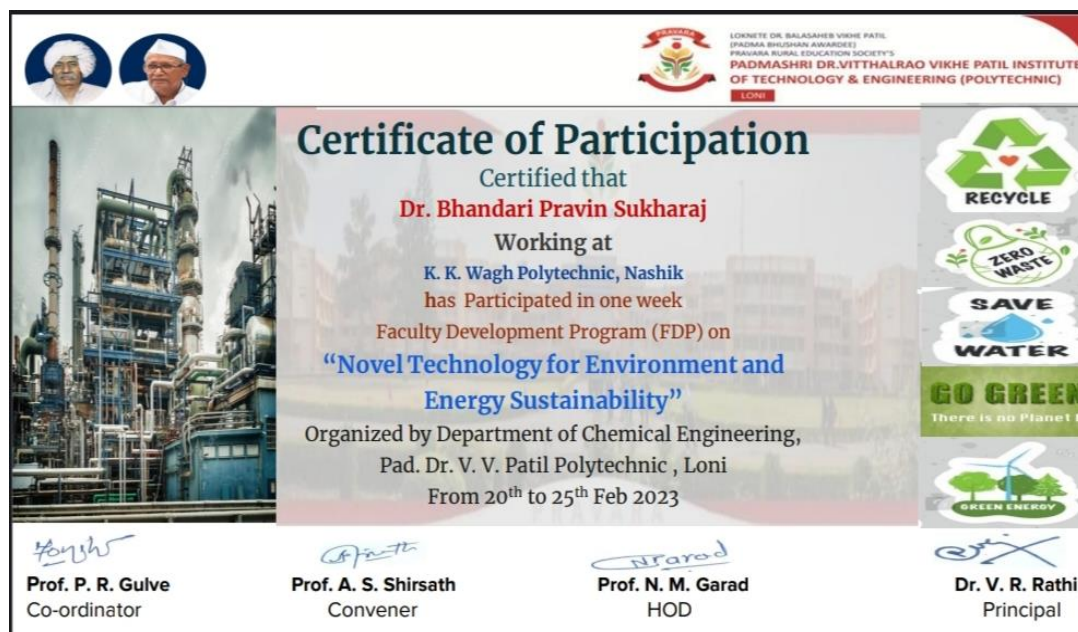 PRAVARA
LOKNETE DR. BALASAHEB VIKHE PATIL
(PADMA BHUSHAN AWARDEE)
PRAVARA RURAL EDUCATION SOCIETY'S
PADMASHRI DR.VITTHALRAO VIKHE PATIL INSTITUTE
OF TECHNOLOGY & ENGINEERING (POLYTECHNIC)
LONI
Certificate of Participation
Certified that
Dr. Bhandari Pravin Sukharaj
Working at
K. K. Wagh Polytechnic, Nashik
has Participated in one week
Faculty Development Program (FDP) on
“Novel Technology for Environment and
Energy Sustainability”
Organized by Department of Chemical Engineering,
Pad. Dr. V. V. Patil Polytechnic , Loni
From 20th to 25th Feb 2023
RECYCLE
ZERO
WASTE
SAVE
WATER
GO GREEN
There is no Planet
GREEN ENERGY
Prof. P. R. Gulve
Co-ordinator
Prof. A. S. Shirsath
Convener
Prof. N. M. Garad
HOD
Dr. V. R. Rathi
Principal